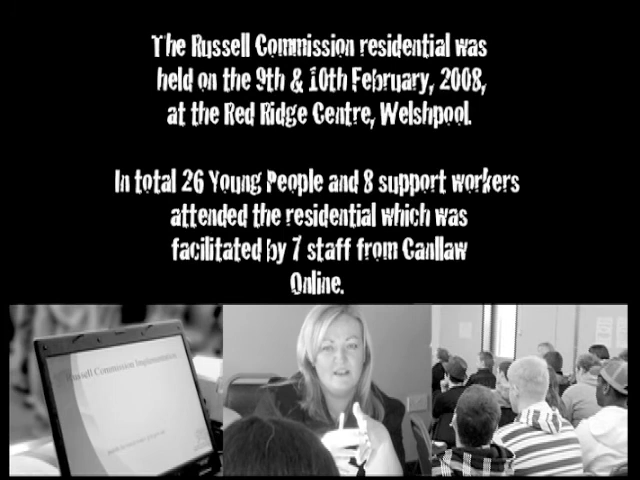 The Russell Commission residential was
held on the 9th & 10th February, 2008,
at the Red Ridge Centre, Welshpool.
In total 26 Young People and 8 support workers
attended the residential which was
facilitated by 7 staff from Canllaw
Online.
Russell Commission Implementation